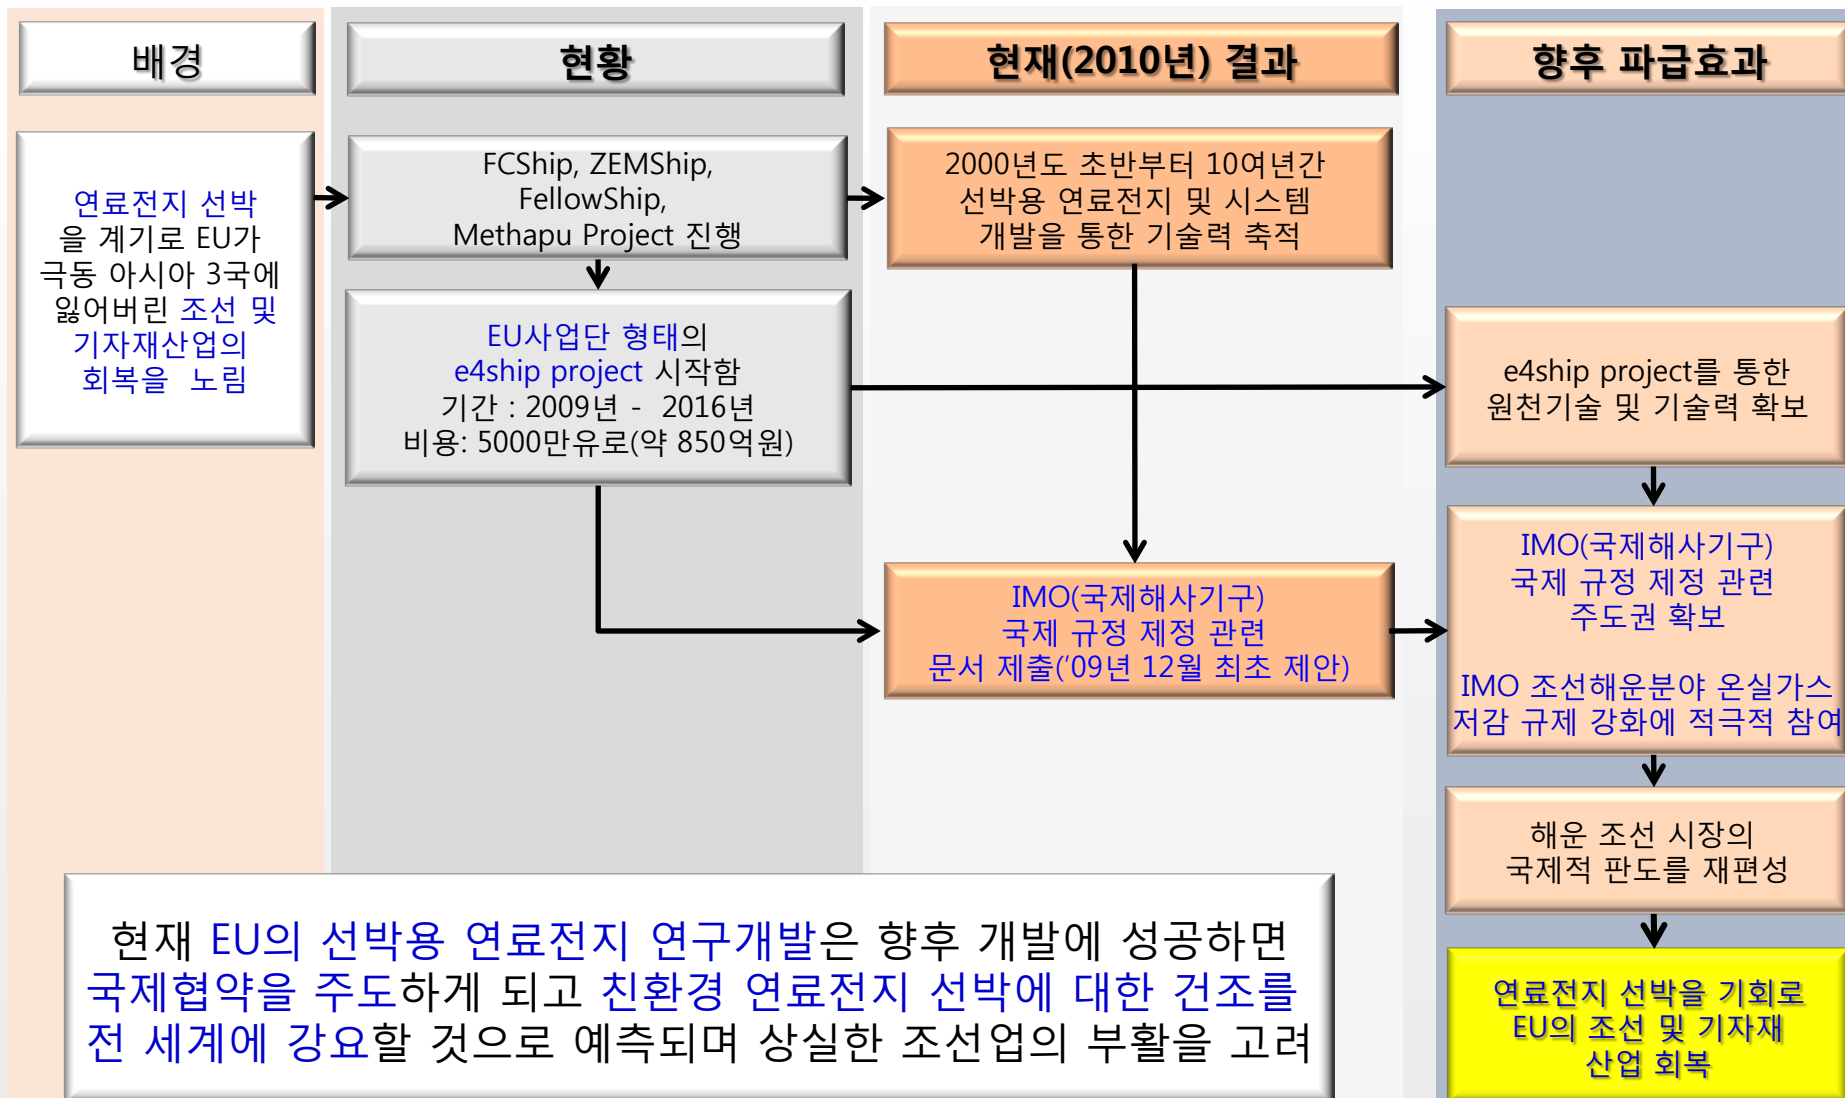 배경
현황
현재(2010년) 결과
향후 파급효과
연료전지 선박
을 계기로 EU가
극동 아시아 3국에
잃어버린 조선 및
기자재산업의
회복을 노림
FCShip, ZEMShip,
FellowShip,
Methapu Project 진행
EU사업단 형태의
e4ship project 시작함
기간 : 2009년 - 2016년
비용: 5000만유로(약 850억원)
2000년도 초반부터 10여년간
선박용 연료전지 및 시스템
개발을 통한 기술력 축적
IMO(국제해사기구)
국제 규정 제정 관련
문서 제출('09년 12월 최초 제안)
e4ship project를 통한
원천기술 및 기술력 확보
IMO(국제해사기구)
국제 규정 제정 관련
주도권 확보
IMO 조선해운분야 온실가스
저감 규제 강화에 적극적 참여
해운 조선 시장의
국제적 판도를 재편성
연료전지 선박을 기회로
EU의 조선 및 기자재
산업 회복
현재 EU의 선박용 연료전지 연구개발은 향후 개발에 성공하면
국제협약을 주도하게 되고 친환경 연료전지 선박에 대한 건조를
전 세계에 강요할 것으로 예측되며 상실한 조선업의 부활을 고려